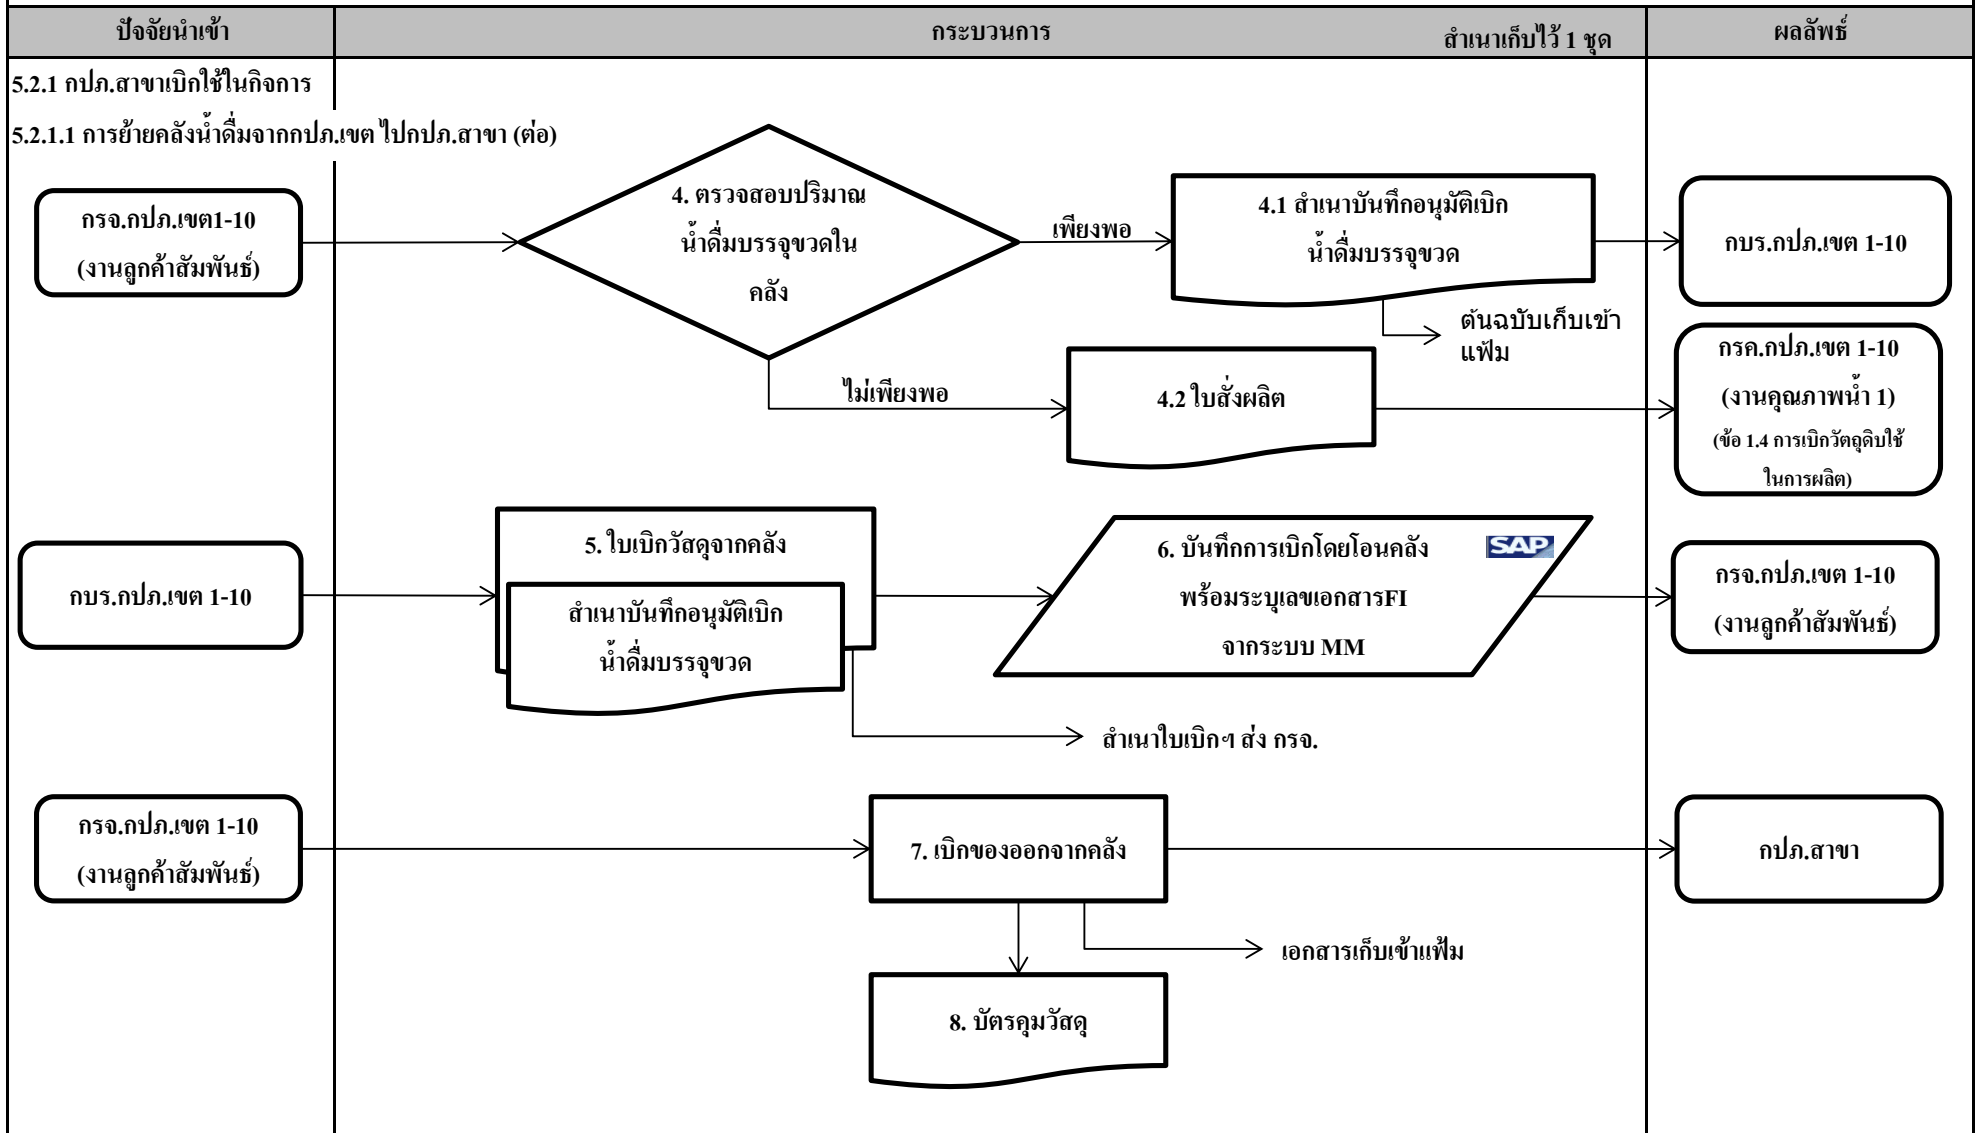 ปัจจัยนำเข้า
กระบวนการ
สำเนาเก็บไว้ 1 ชุด
ผลลัพธ์
5.2.1 กปภ.สาขาเบิกใช้ในกิจการ
5.2.1.1 การย้ายคลังน้ำดื่มจากกปภ.เขต ไปกปภ.สาขา (ต่อ)
กรจ.กปภ.เขต1-10
(งานลูกค้าสัมพันธ์)
4. ตรวจสอบปริมาณ
น้ำดื่มบรรจุขวดใน
คลัง
เพียงพอ
4.1 สำเนาบันทึกอนุมัติเบิก
น้ำดื่มบรรจุขวด
กบร.กปภ.เขต 1-10
ต้นฉบับเก็บเข้า
แฟ้ม
ไม่เพียงพอ
4.2 ใบสั่งผลิต
กรค.กปภ.เขต 1-10
(งานคุณภาพน้ำ 1)
(ข้อ 1.4 การเบิกวัตถุดิบใช้
ในการผลิต)
กบร.กปภ.เขต 1-10
5. ใบเบิกวัสดุจากคลัง
สำเนาบันทึกอนุมัติเบิก
น้ำดื่มบรรจุขวด
6. บันทึกการเบิกโดยโอนคลัง
พร้อมระบุเลขเอกสารFI
จากระบบ MM
SAP
กรจ.กปภ.เขต 1-10
(งานลูกค้าสัมพันธ์)
สำเนาใบเบิกฯ ส่ง กรจ.
กรจ.กปภ.เขต 1-10
(งานลูกค้าสัมพันธ์)
7. เบิกของออกจากคลัง
กปภ.สาขา
เอกสารเก็บเข้าแฟ้ม
8. บัตรคุมวัสดุ